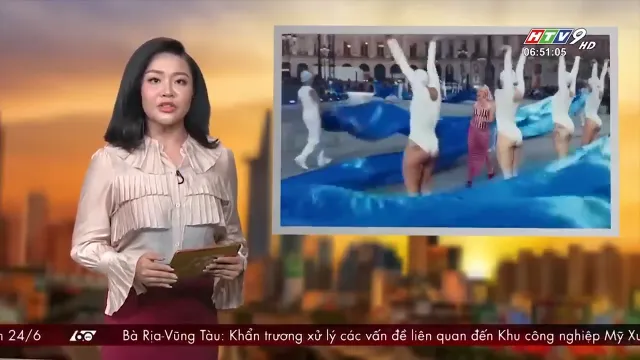 HTV9 HD
06:51:05
n 24/6 60 Bà Rịa-Vũng Tàu: Khẩn trương xử lý các vấn đề liên quan đến Khu công nghiệp Mỹ Xu